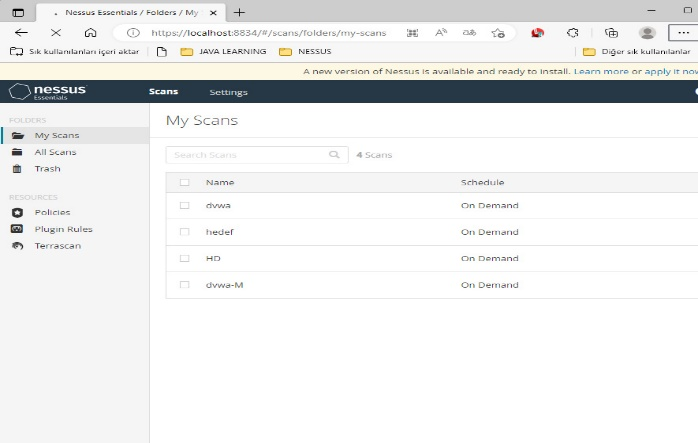 Nessus Essentials / Folders / My
https://localhost:8834/#/scans/folders/my-scans
Sık kullanılanları içeri aktar JAVA LEARNING NESSUS Diğer sık kullanılanlar
A new version of Nessus is available and ready to install. Learn more or apply it now
nessus
Essentials
Scans Settings
FOLDERS
My Scans
All Scans
Trash
RESOURCES
Policies
Plugin Rules
Terrascan
My Scans
Search Scans 4 Scans
Name Schedule
dvwa On Demand
hedef On Demand
HD On Demand
dvwa-M On Demand